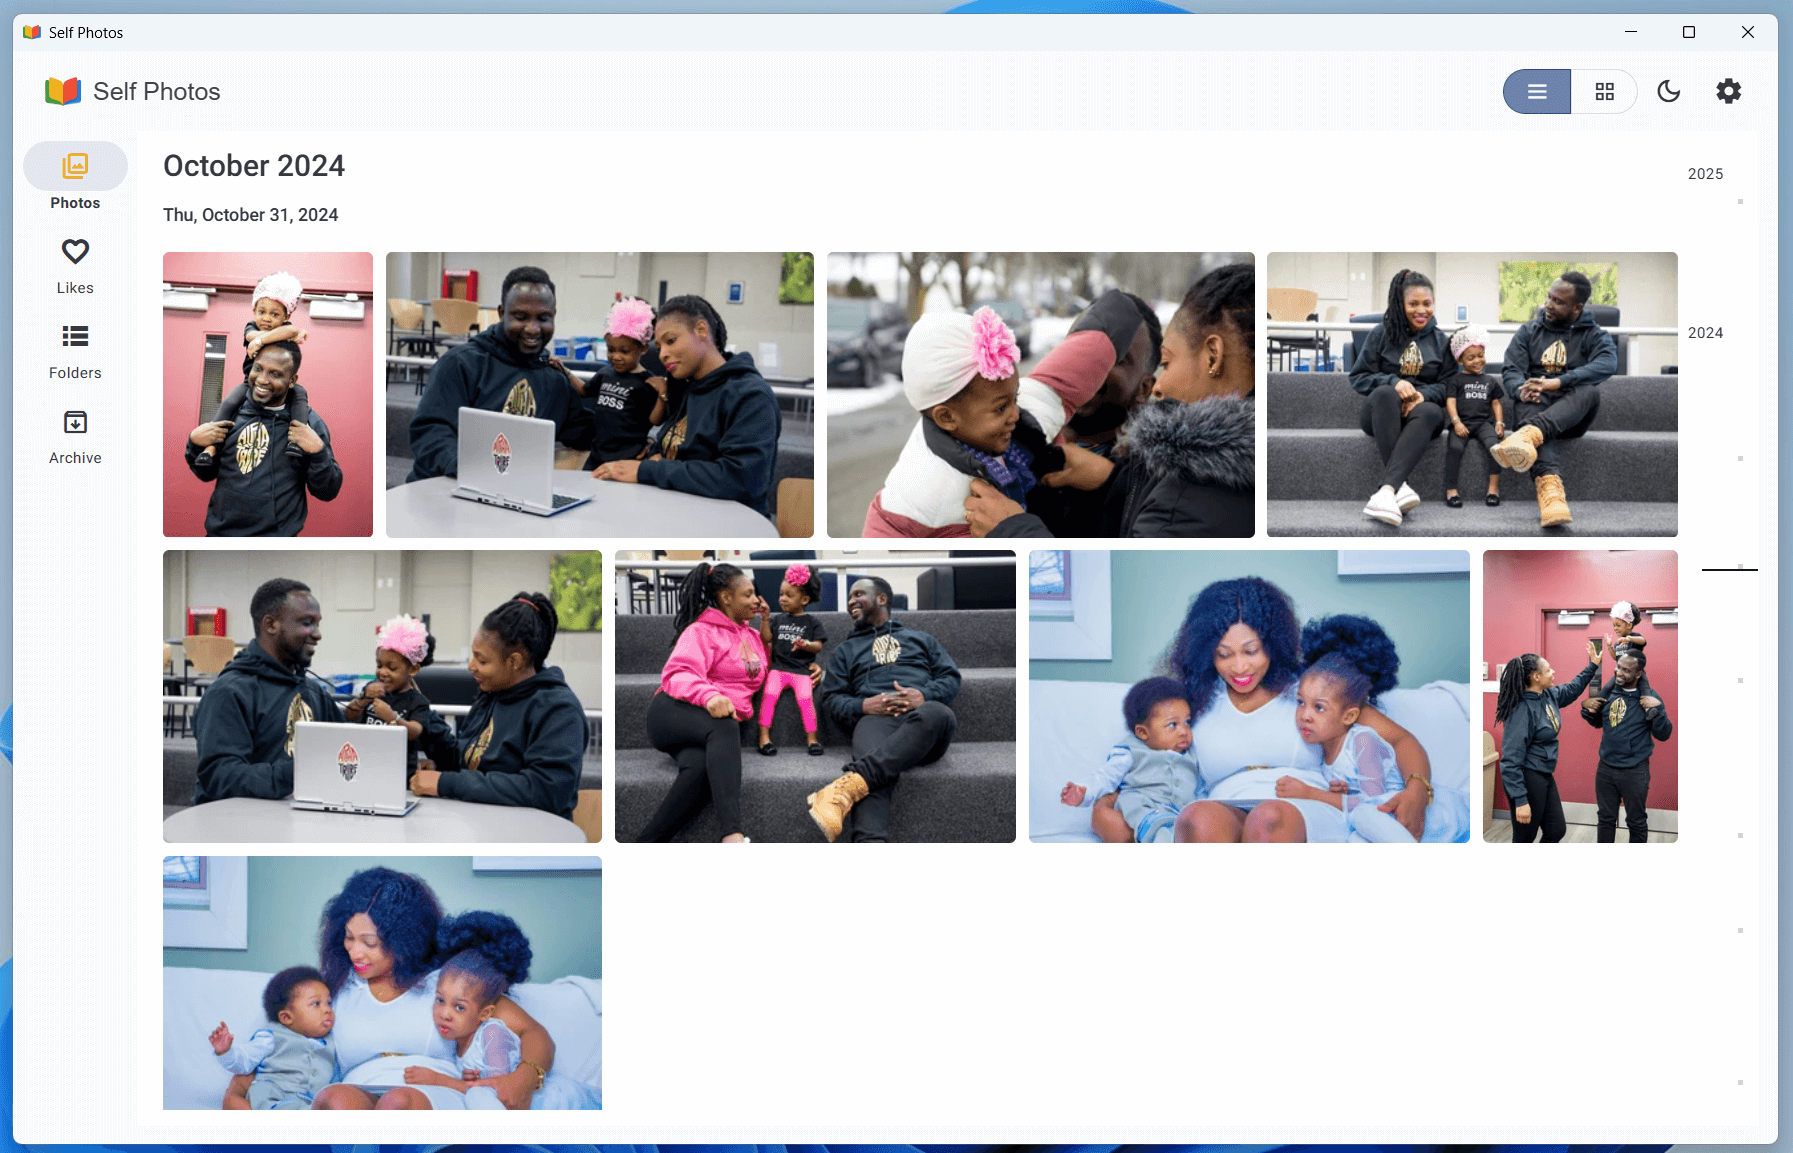 Self Photos
Self Photos
Photos
Likes
Folders
Archive
October 2024
Thu, October 31, 2024
2025
2024
mini
BOSS
mini
BOSS
mini
BOSS